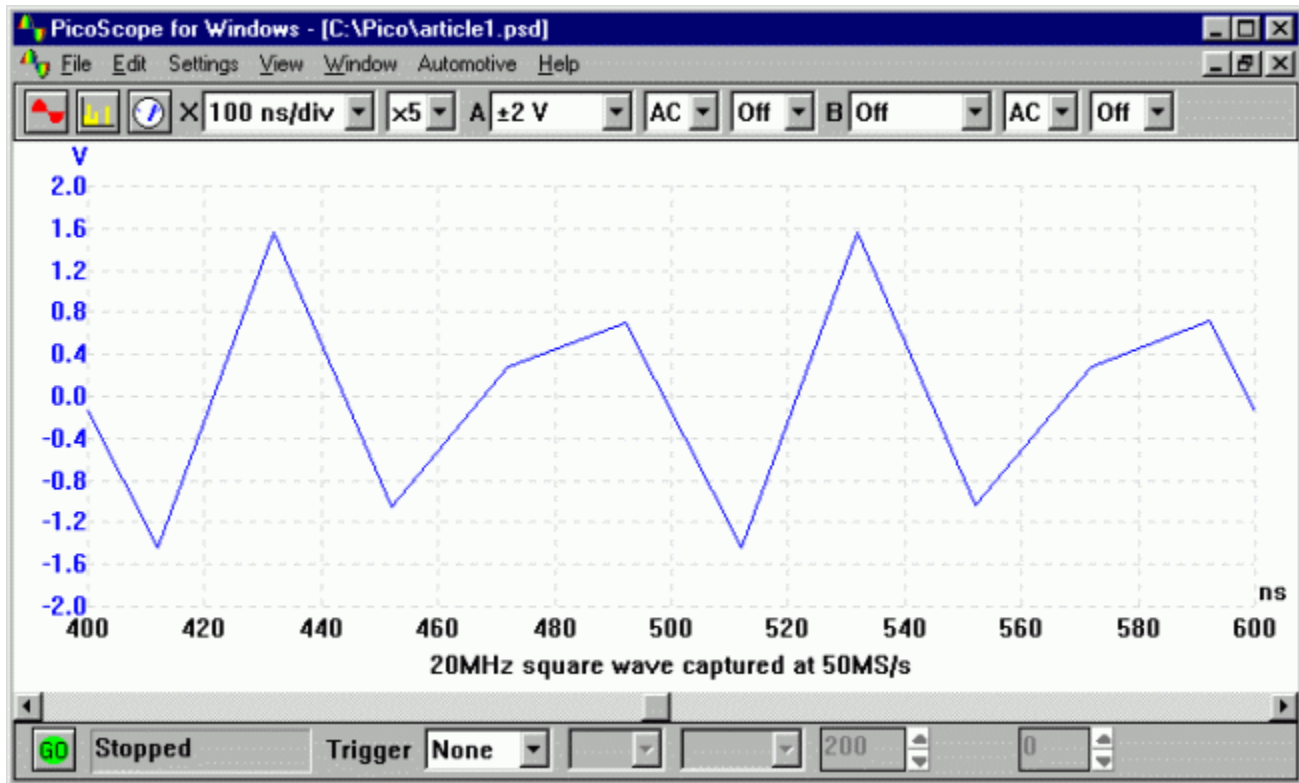 PicoScope for Windows - [C:\Pico\article1.psd]
File Edit Settings View Window Automotive Help
X 100 ns/div x5 A ±2 V AC Off B Off AC Off
V
2.0
1.6
1.2
0.8
0.4
0.0
-0.4
-0.8
-1.2
-1.6
-2.0
ns
400 420 440 460 480 500 520 540 560 580 600
20MHz square wave captured at 50MS/s
GO Stopped Trigger None 200 0